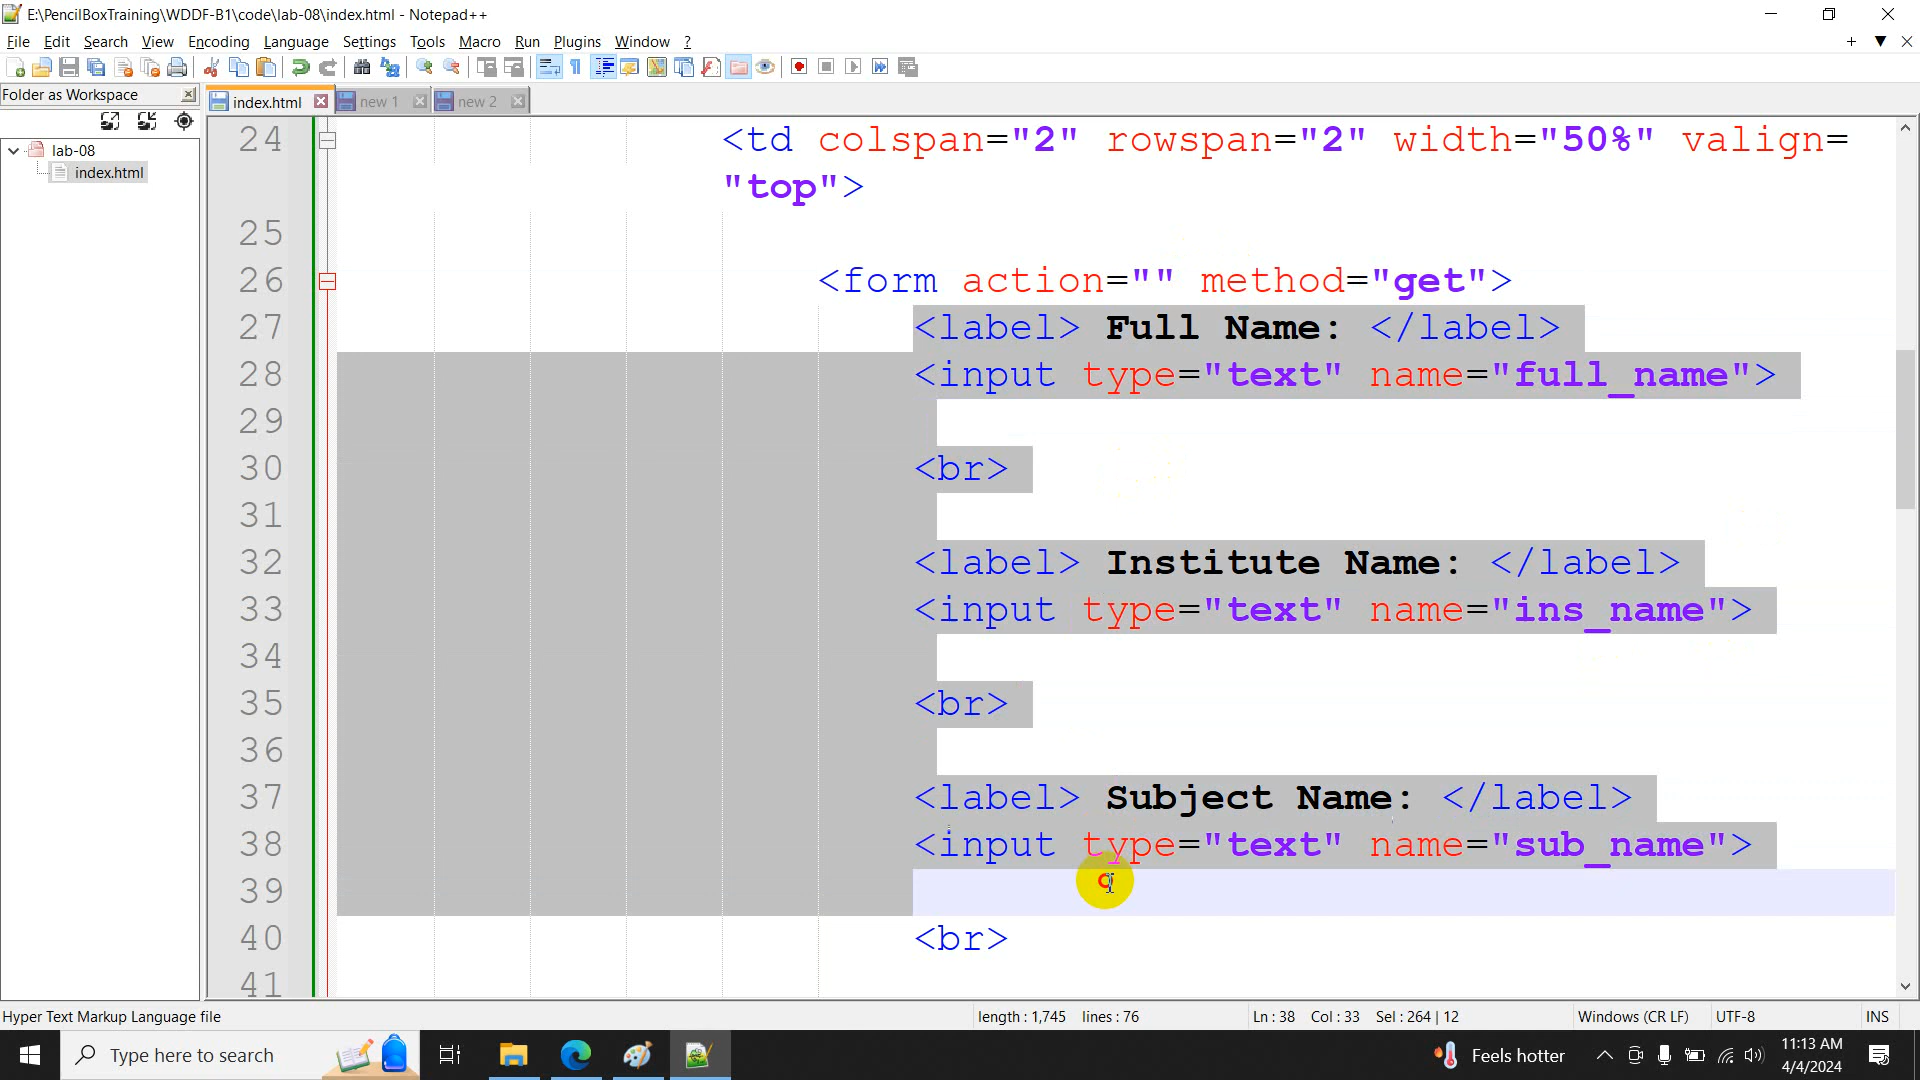 E:\PencilBoxTraining\WDDF-B1\code\lab-08\index.html - Notepad++
File Edit Search View Encoding Language Settings Tools Macro Run Plugins Window ?
Folder as Workspace
index.html new 1 new 2
lab-08
index.html
24 <td colspan="2" rowspan="2" width="50%" valign=
"top">
25
26 <form action="" method="get">
27 <label> Full Name: </label>
28 <input type="text" name="full_name">
29
30 <br>
31
32 <label> Institute Name: </label>
33 <input type="text" name="ins_name">
34
35 <br>
36
37 <label> Subject Name: </label>
38 <input type="text" name="sub_name">
39
40 <br>
41
Hyper Text Markup Language file length : 1,745 lines : 76 Ln : 38 Col : 33 Sel : 264 | 12 Windows (CR LF) UTF-8 INS
Type here to search Feels hotter 11:13 AM
4/4/2024